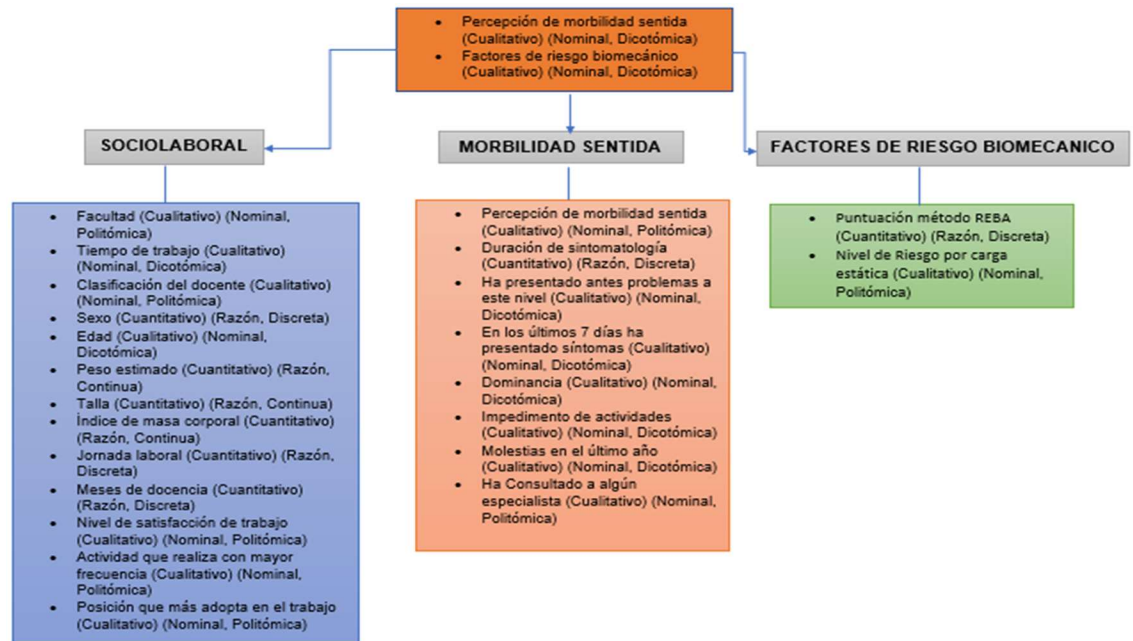 • Percepción de morbilidad sentida
(Cualitativo) (Nominal, Dicotómica)
• Factores de riesgo biomecánico
(Cualitativo) (Nominal, Dicotómica)
SOCIOLABORAL
MORBILIDAD SENTIDA
FACTORES DE RIESGO BIOMECANICO
• Facultad (Cualitativo) (Nominal,
Politómica)
• Tiempo de trabajo (Cualitativo)
(Nominal, Dicotómica)
• Clasificación del docente (Cualitativo)
(Nominal, Politómica)
• Sexo (Cuantitativo) (Razón, Discreta)
• Edad (Cualitativo) (Nominal,
Dicotómica)
• Peso estimado (Cuantitativo) (Razón,
Continua)
• Talla (Cuantitativo) (Razón, Continua)
• Índice de masa corporal (Cuantitativo)
(Razón, Continua)
• Jornada laboral (Cuantitativo) (Razón,
Discreta)
• Meses de docencia (Cuantitativo)
(Razón, Discreta)
• Nivel de satisfacción de trabajo
(Cualitativo) (Nominal, Politómica)
• Actividad que realiza con mayor
frecuencia (Cualitativo) (Nominal,
Politómica)
• Posición que más adopta en el trabajo
(Cualitativo) (Nominal, Politómica)
• Percepción de morbilidad sentida
(Cualitativo) (Nominal, Politómica)
• Duración de sintomatología
(Cuantitativo) (Razón, Discreta)
• Ha presentado antes problemas a
este nivel (Cualitativo) (Nominal,
Dicotómica)
• En los últimos 7 días ha
presentado síntomas (Cualitativo)
(Nominal, Dicotómica)
• Dominancia (Cualitativo) (Nominal,
Dicotómica)
• Impedimento de actividades
(Cualitativo) (Nominal, Dicotómica)
• Molestias en el último año
(Cualitativo) (Nominal, Dicotómica)
• Ha Consultado a algún
especialista (Cualitativo) (Nominal,
Politómica)
• Puntuación método REBA
(Cuantitativo) (Razón, Discreta)
• Nivel de Riesgo por carga
estática (Cualitativo) (Nominal,
Politómica)